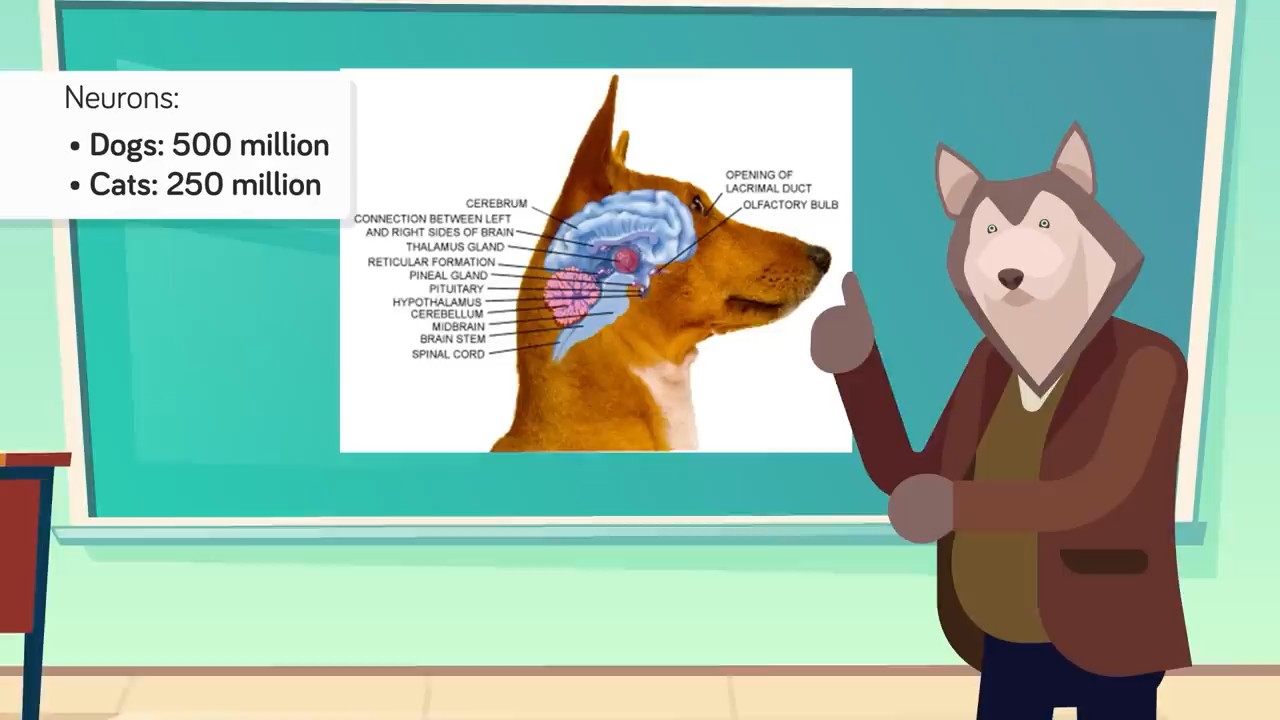 Neurons:
• Dogs: 500 million
• Cats: 250 million
OPENING OF
LACRIMAL DUCT
OLFACTORY BULB
CEREBRUM
CONNECTION BETWEEN LEFT
AND RIGHT SIDES OF BRAIN
THALAMUS GLAND
RETICULAR FORMATION
PINEAL GLAND
PITUITARY
HYPOTHALAMUS
CEREBELLUM
MIDBRAIN
BRAIN STEM
SPINAL CORD